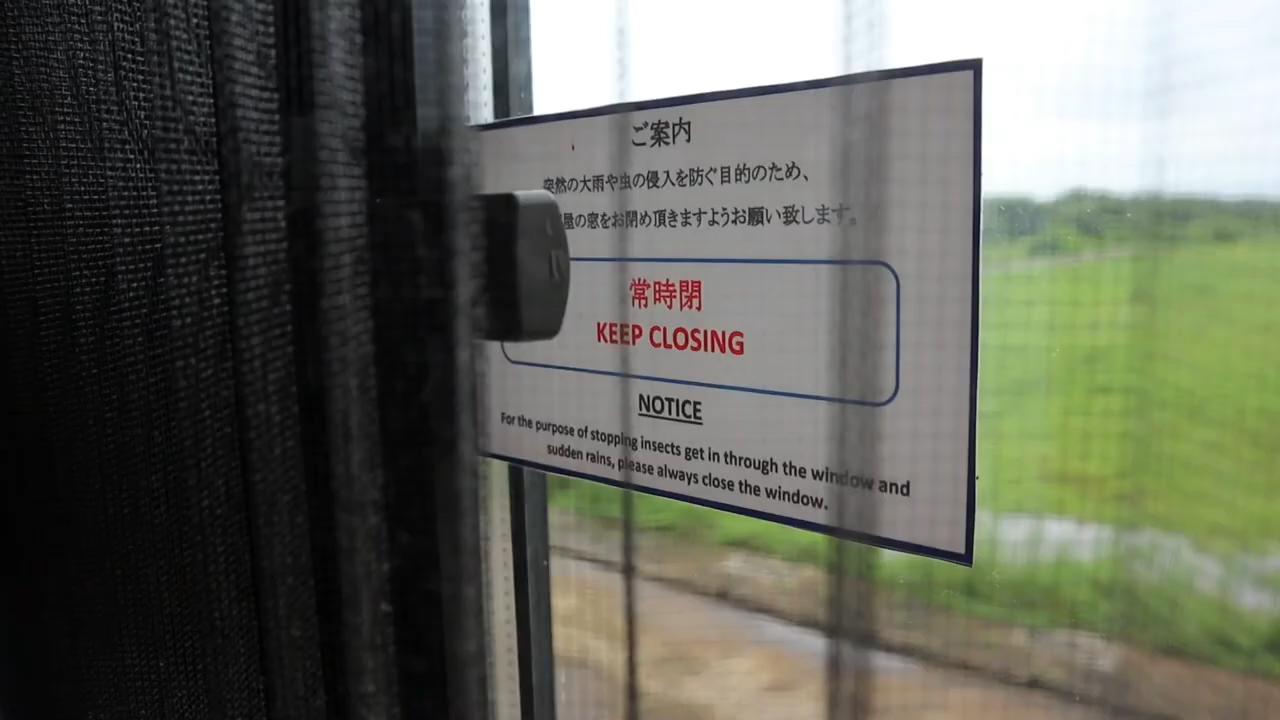 ご案内
突然の大雨や虫の侵入を防ぐ目的のため、
屋の窓をお閉め頂きますようお願い致します。
常時閉
KEEP CLOSING
NOTICE
For the purpose of stopping insects get in through the window and
sudden rains, please always close the window.